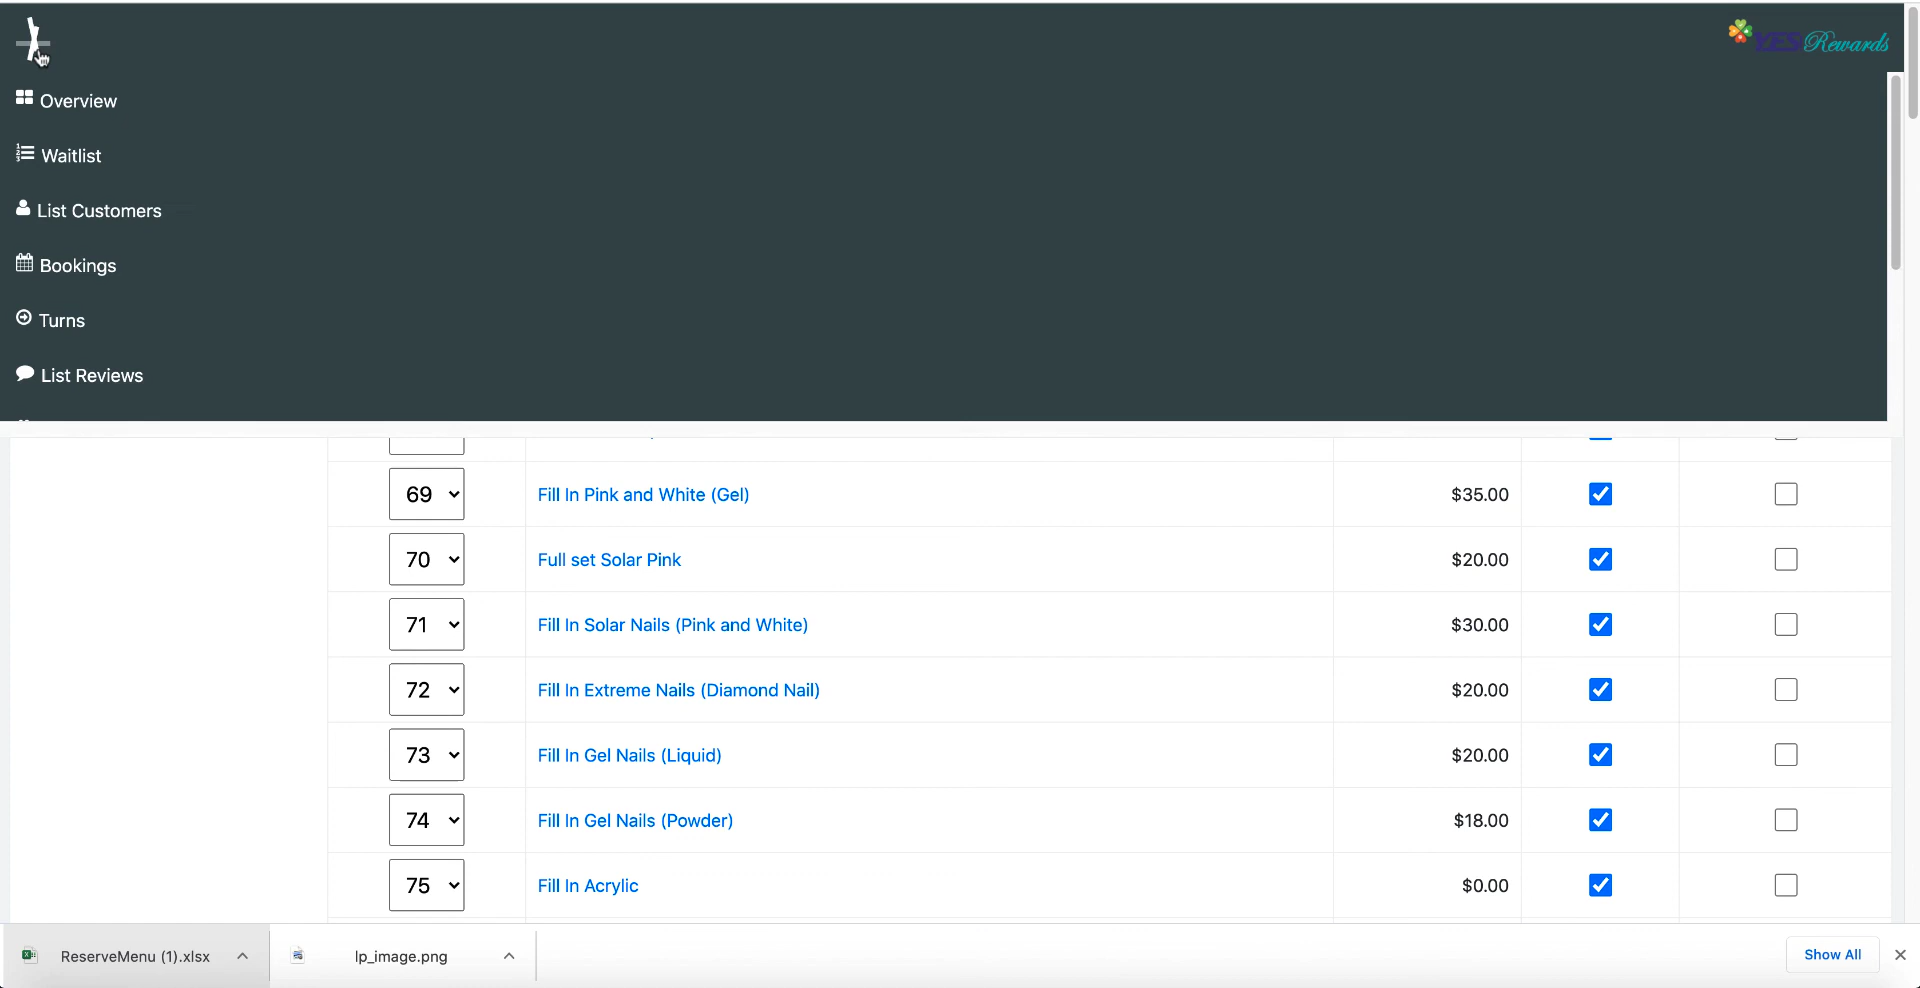 YES Rewards
Overview
Waitlist
List Customers
Bookings
Turns
List Reviews
69 Fill In Pink and White (Gel) $35.00
70 Full set Solar Pink $20.00
71 Fill In Solar Nails (Pink and White) $30.00
72 Fill In Extreme Nails (Diamond Nail) $20.00
73 Fill In Gel Nails (Liquid) $20.00
74 Fill In Gel Nails (Powder) $18.00
75 Fill In Acrylic $0.00
ReserveMenu (1).xlsx lp_image.png Show All